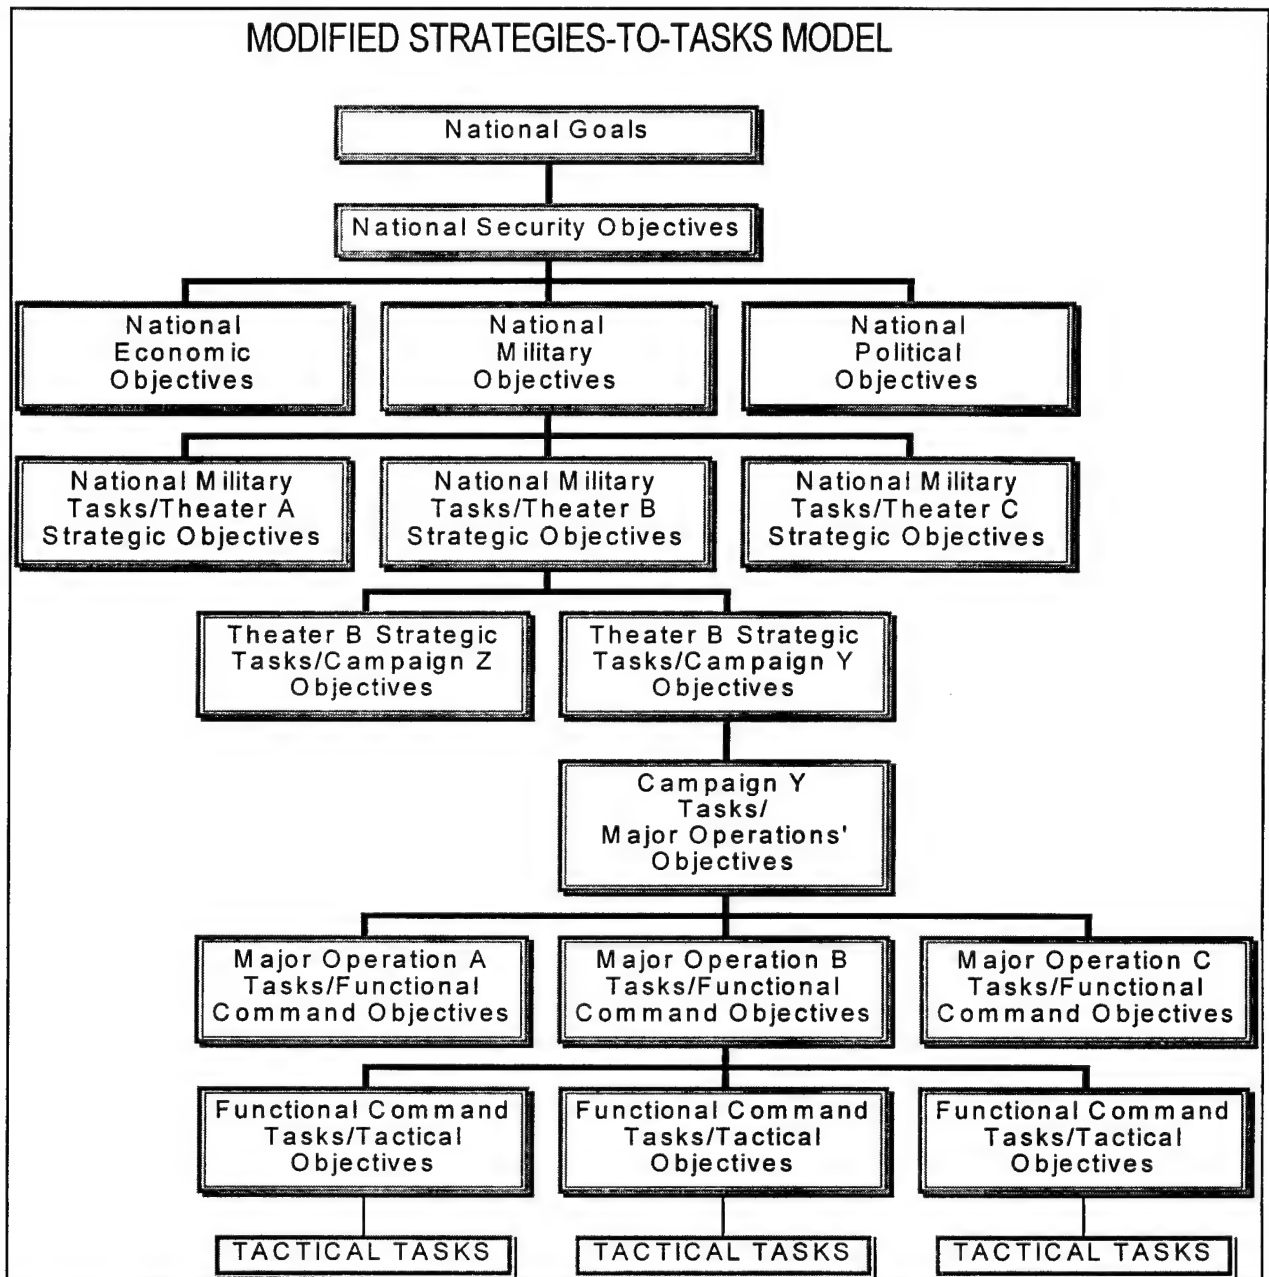 MODIFIED STRATEGIES-TO-TASKS MODEL
National Goals
National Security Objectives
National
Economic
Objectives
National
Military
Objectives
National
Political
Objectives
National Military
Tasks/Theater A
Strategic Objectives
National Military
Tasks/Theater B
Strategic Objectives
National Military
Tasks/Theater C
Strategic Objectives
Theater B Strategic
Tasks/Campaign Z
Objectives
Theater B Strategic
Tasks/Campaign Y
Objectives
Campaign Y
Tasks/
Major Operations'
Objectives
Major Operation A
Tasks/Functional
Command Objectives
Major Operation B
Tasks/Functional
Command Objectives
Major Operation C
Tasks/Functional
Command Objectives
Functional Command
Tasks/Tactical
Objectives
Functional Command
Tasks/Tactical
Objectives
Functional Command
Tasks/Tactical
Objectives
TACTICAL TASKS
TACTICAL TASKS
TACTICAL TASKS